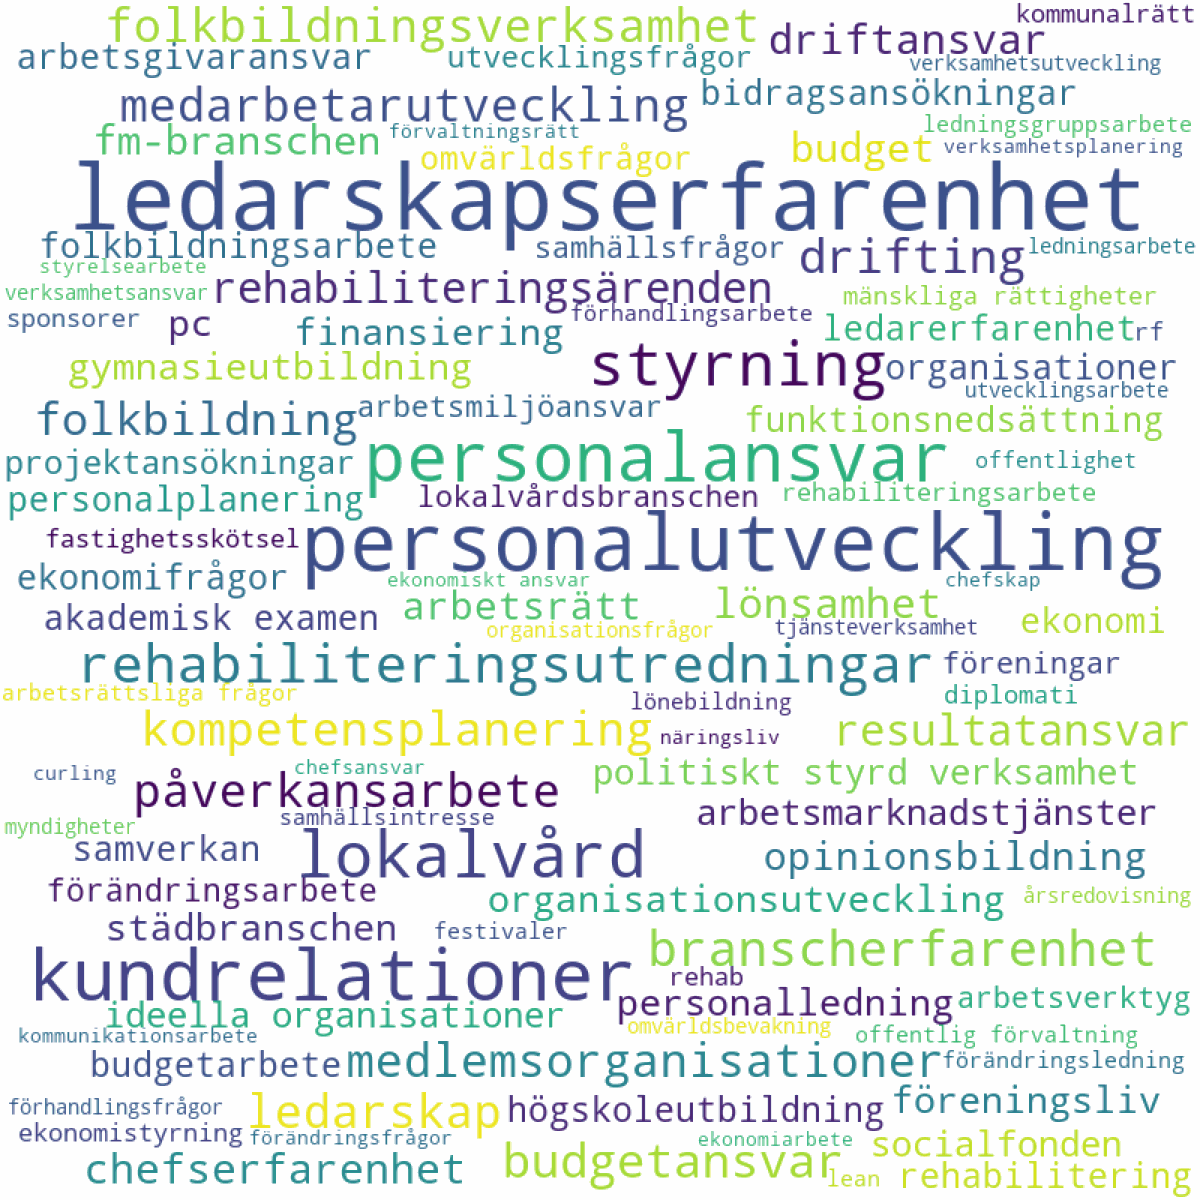 folkbildningsverksamhet
kommunalrätt
driftansvar
arbetsgivaransvar
utvecklingsfrågor
verksamhetsutveckling
medarbetarutveckling
bidragsansökningar
fm-branschen
förvaltningsrätt
ledningsgruppsarbete
omvärldsfrågor
budget
verksamhetsplanering
ledarskapserfarenhet
folkbildningsarbete
samhällsfrågor
drifting
ledningsarbete
styrelsearbete
verksamhetsansvar
rehabiliteringsärenden
mänskliga rättigheter
sponsorer
pc
finansiering
förhandlingsarbete
ledarerfarenhet
rf
gymnasieutbildning
styrning
organisationer
utvecklingsarbete
folkbildning
arbetsmiljöansvar
funktionsnedsättning
projektansökningar
personalansvar
offentlighet
personalplanering
lokalvårdsbranschen
rehabiliteringsarbete
fastighetsskötsel
personalutveckling
ekonomifrågor
ekonomiskt ansvar
chefskap
akademisk examen
arbetsrätt
lönsamhet
ekonomi
organisationsfrågor
tjänsteverksamhet
rehabiliteringsutredningar
föreningar
arbetsrättsliga frågor
lönebildning
diplomati
kompetensplanering
näringsliv
resultatansvar
curling
chefsansvar
politiskt styrd verksamhet
påverkansarbete
samhällsintresse
arbetsmarknadstjänster
myndigheter
samverkan
lokalvård
opinionsbildning
förändringsarbete
organisationsutveckling
årsredovisning
städbranschen
festivaler
branscherfarenhet
kundrelationer
rehab
personalledning
arbetsverktyg
ideella organisationer
omvärldsbevakning
offentlig förvaltning
kommunikationsarbete
budgetarbete
medlemsorganisationer
förändringsledning
förhandlingsfrågor
ledarskap
högskoleutbildning
föreningsliv
ekonomistyrning
förändringsfrågor
ekonomiarbete
socialfonden
chefserfarenhet
budgetansvar
lean
rehabilitering